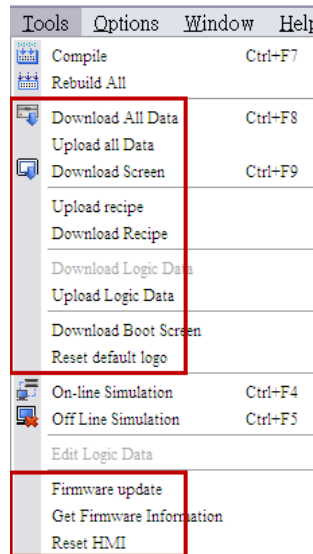 Tools Options Window Help
Compile Ctrl+F7
Rebuild All
Download All Data Ctrl+F8
Upload all Data
Download Screen Ctrl+F9
Upload recipe
Download Recipe
Download Logic Data
Upload Logic Data
Download Boot Screen
Reset default logo
On-line Simulation Ctrl+F4
Off Line Simulation Ctrl+F5
Edit Logic Data
Firmware update
Get Firmware Information
Reset HMI